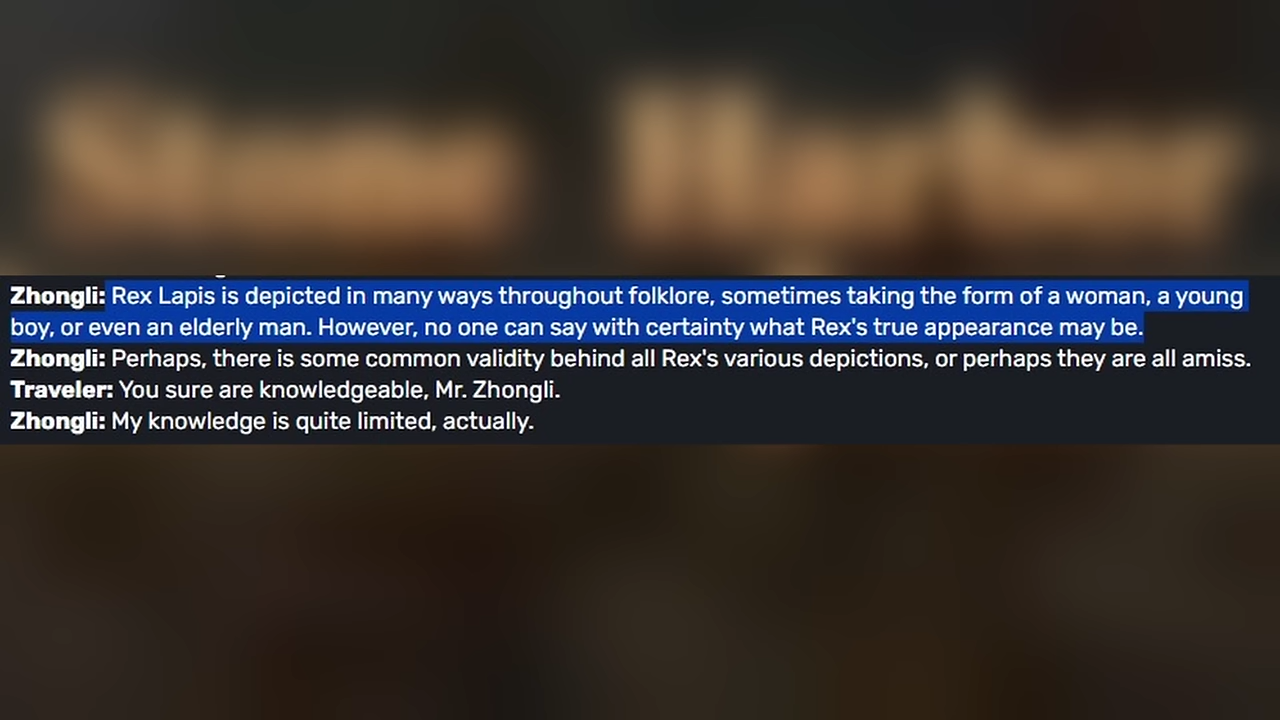 Zhongli: Rex Lapis is depicted in many ways throughout folklore, sometimes taking the form of a woman, a young
boy, or even an elderly man. However, no one can say with certainty what Rex's true appearance may be.
Zhongli: Perhaps, there is some common validity behind all Rex's various depictions, or perhaps they are all amiss.
Traveler: You sure are knowledgeable, Mr. Zhongli.
Zhongli: My knowledge is quite limited, actually.